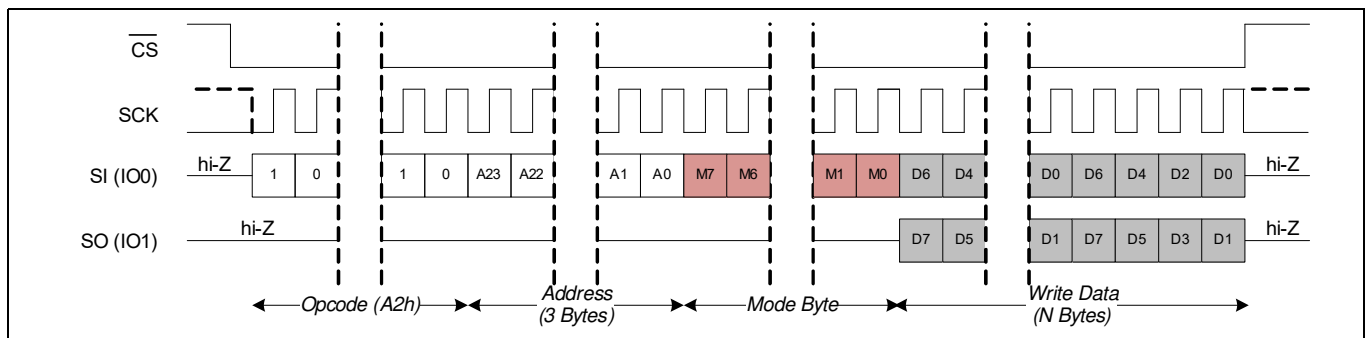 CS
SCK
SI (IO0) hi-Z 1 0 1 0 A23 A22 A1 A0 M7 M6 M1 M0 D6 D4 D0 D6 D4 D2 D0 hi-Z
SO (IO1) hi-Z D7 D5 D1 D7 D5 D3 D1 hi-Z
Opcode (A2h) Address Mode Byte Write Data
(3 Bytes) (N Bytes)